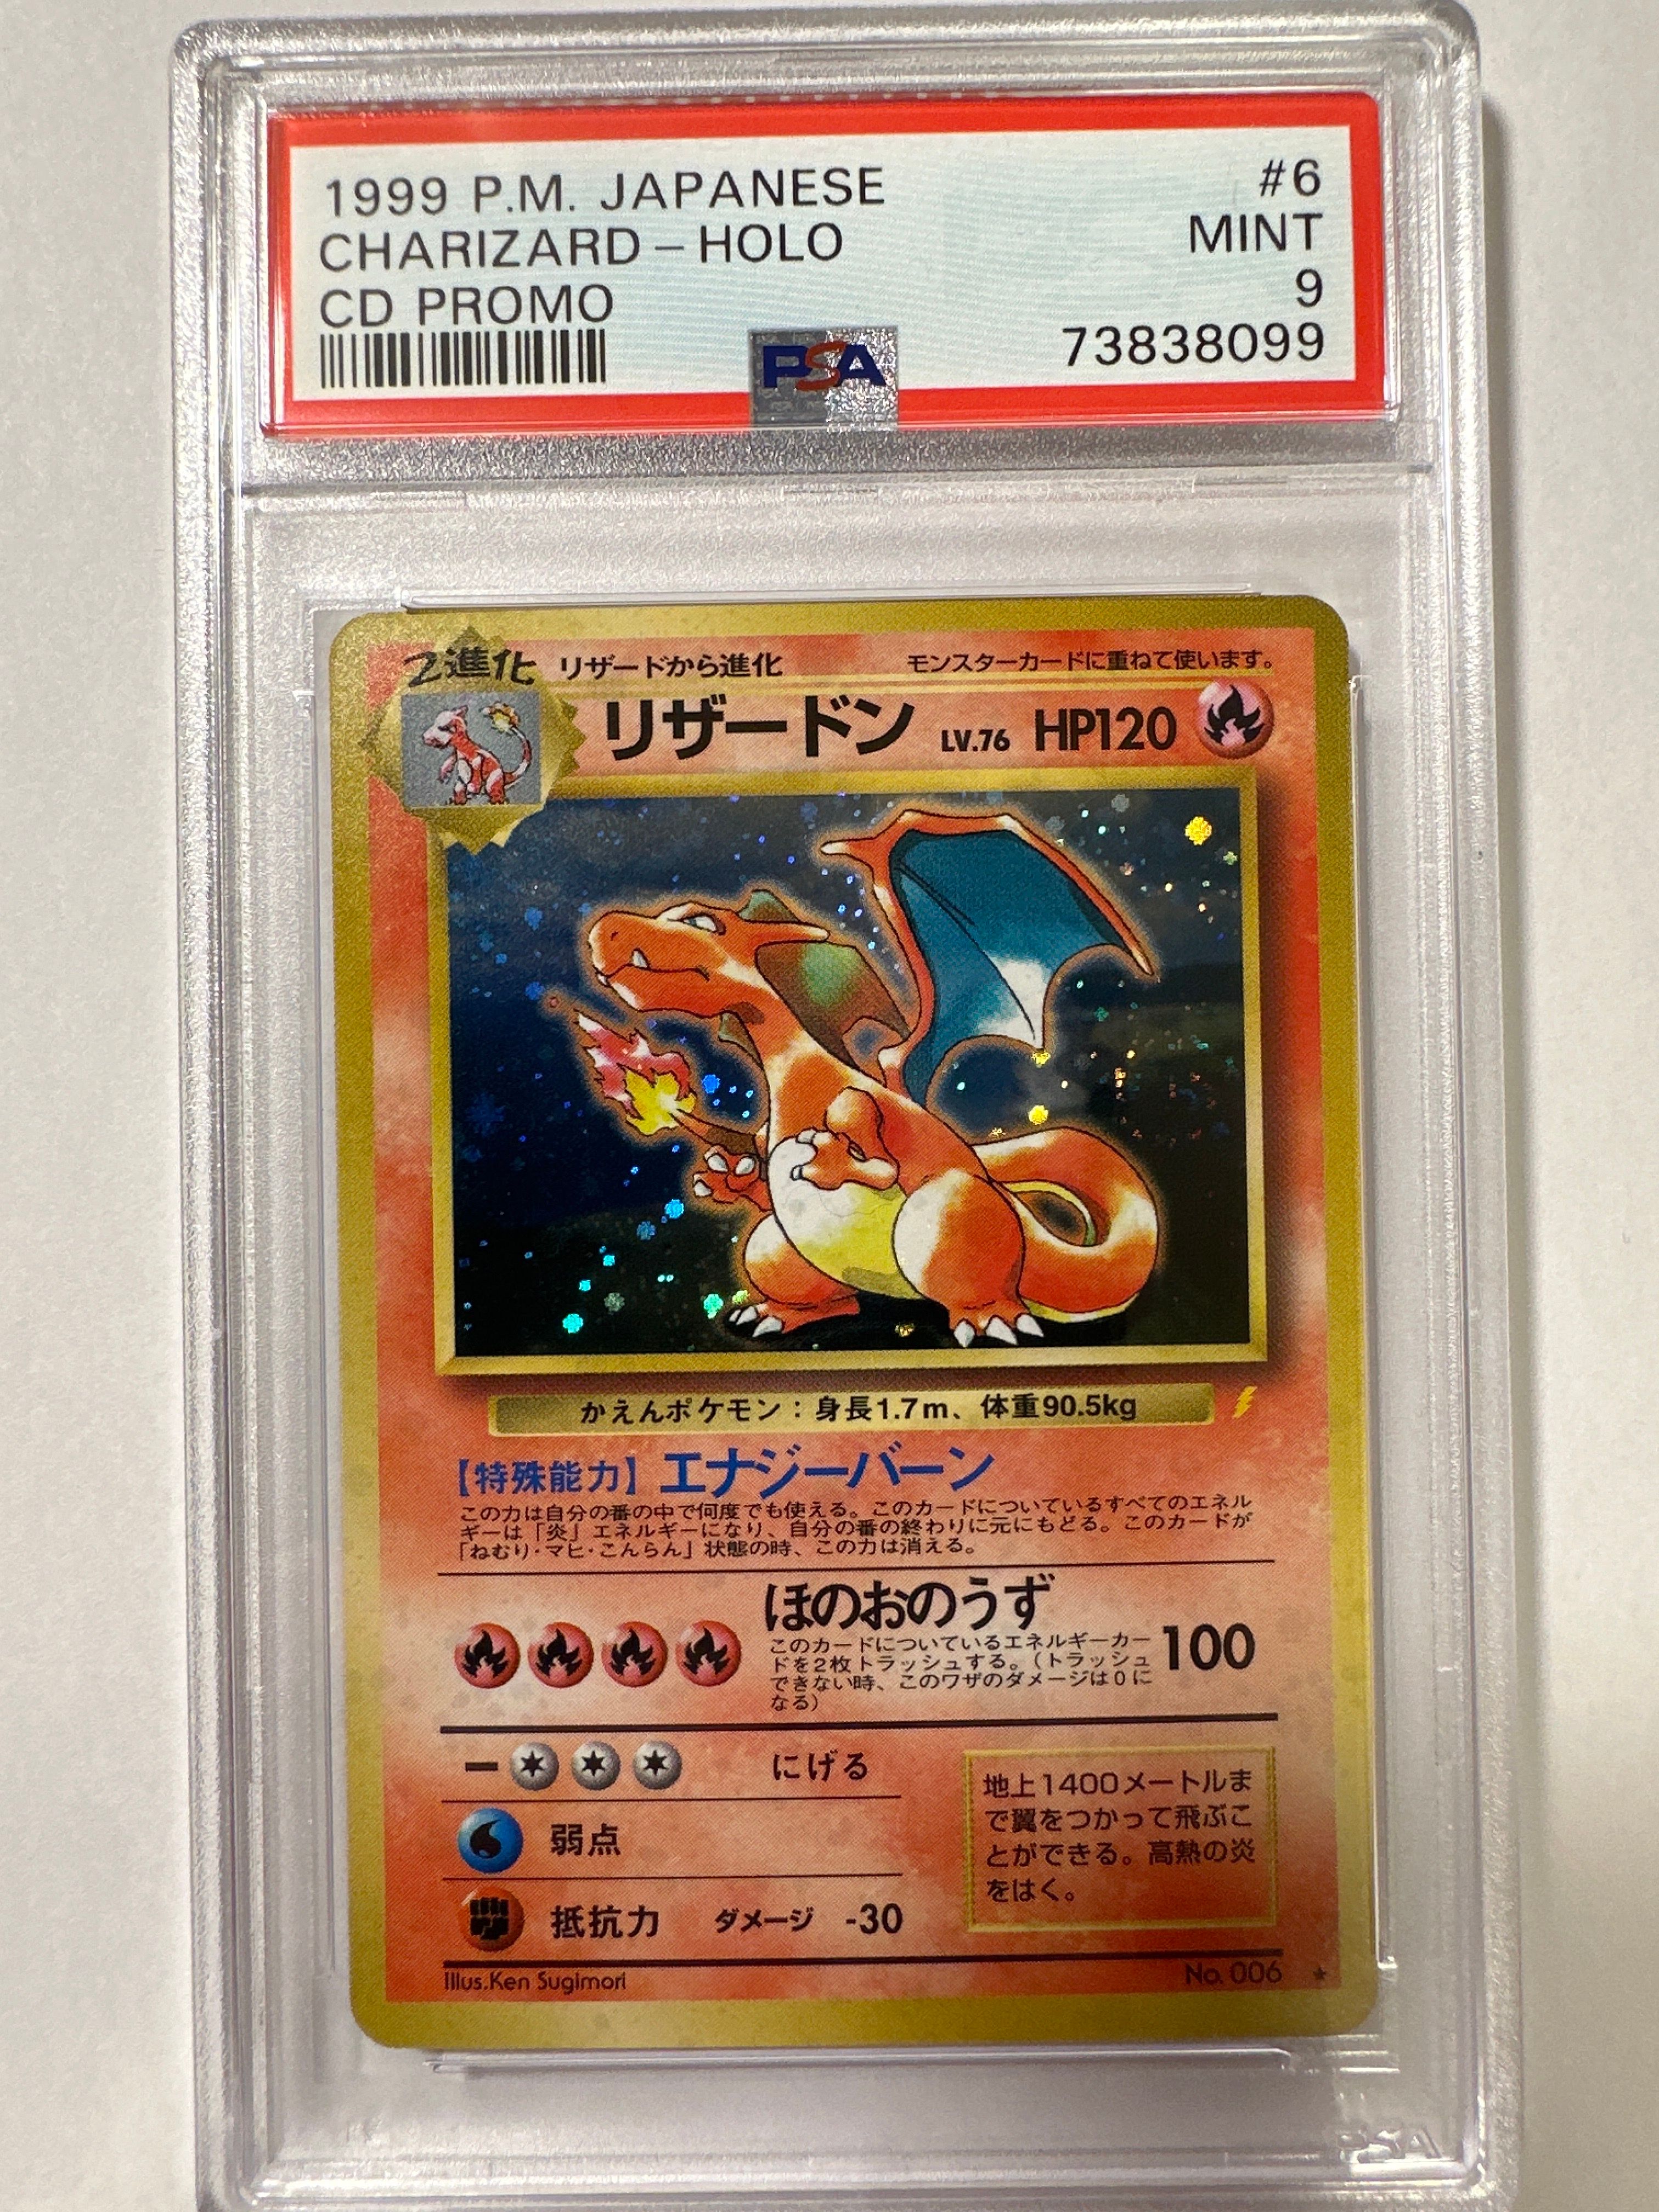 1999 P.M. JAPANESE
#6
CHARIZARD-HOLO
MINT
CD PROMO
9
PSA
73838099
2進化
リザードから進化
モンスターカードに重ねて使います。
リザードン LV.76 HP120
かえんポケモン：身長1.7m、体重90.5kg
【特殊能力】エナジーバーン
この力は自分の番の中で何度でも使える。このカードについているすべてのエネル
ギーは「炎」エネルギーになり、自分の番の終わりに元にもどる。このカードが
「ねむり・マヒ・こんらん」状態の時、この力は消える。
ほのおのうず
100
このカードについているエネルギーカー
ドを2枚トラッシュする。（トラッシュ
できない時、このワザのダメージは0に
なる）
にげる
弱点
抵抗力 ダメージ -30
地上1400メートルま
で翼をつかって飛ぶこ
とができる。高熱の炎
をはく。
Illus.Ken Sugimori
No. 006 ★
PSA